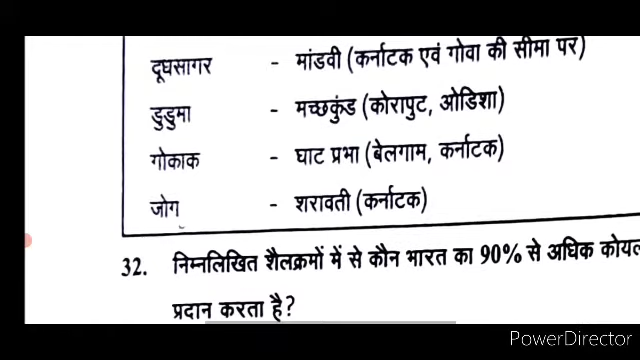 दूधसागर - मांडवी (कर्नाटक एवं गोवा की सीमा पर)
डुडुमा - मच्छकुंड (कोरापुट, ओडिशा)
गोकाक - घाट प्रभा (बेलगाम, कर्नाटक)
जोग - शरावती (कर्नाटक)
32. निम्नलिखित शैलक्रमों में से कौन भारत का 90% से अधिक
प्रदान करता है?
PowerDirector